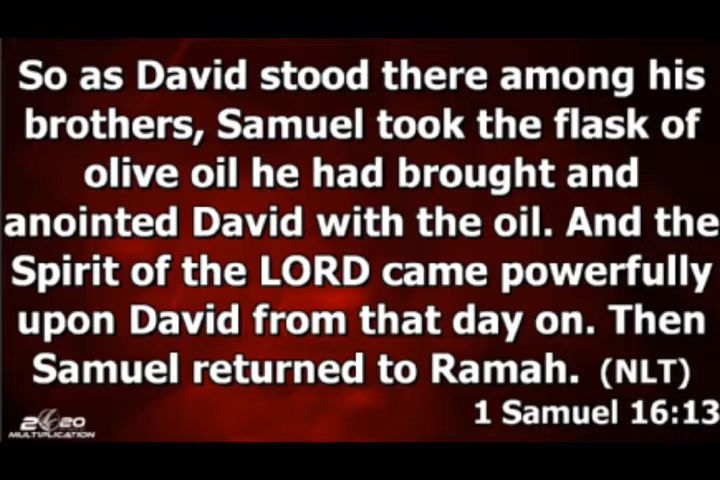 So as David stood there among his
brothers, Samuel took the flask of
olive oil he had brought and
anointed David with the oil. And the
Spirit of the LORD came powerfully
upon David from that day on. Then
Samuel returned to Ramah. (NLT)
1 Samuel 16:13
2020
MULTIPLICATION